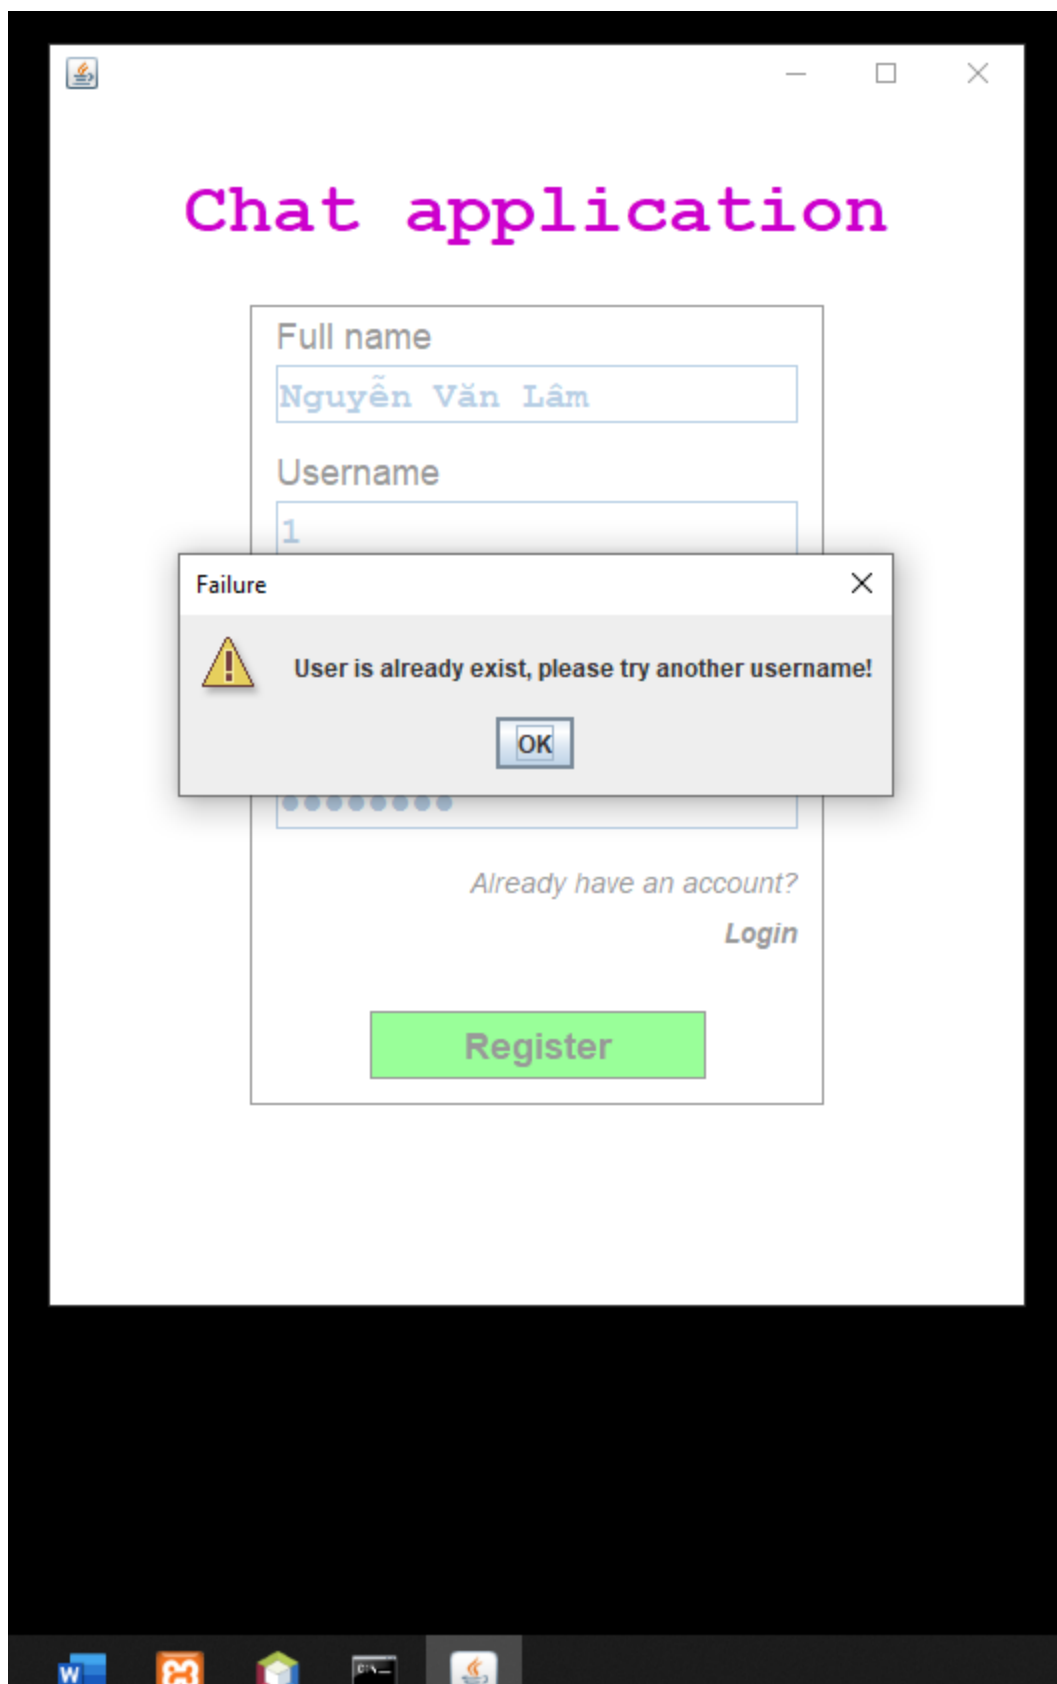 Chat application
Full name
Nguyễn Văn Lâm
Username
1
Failure
User is already exist, please try another username!
OK
Already have an account?
Login
Register
W
C:\_